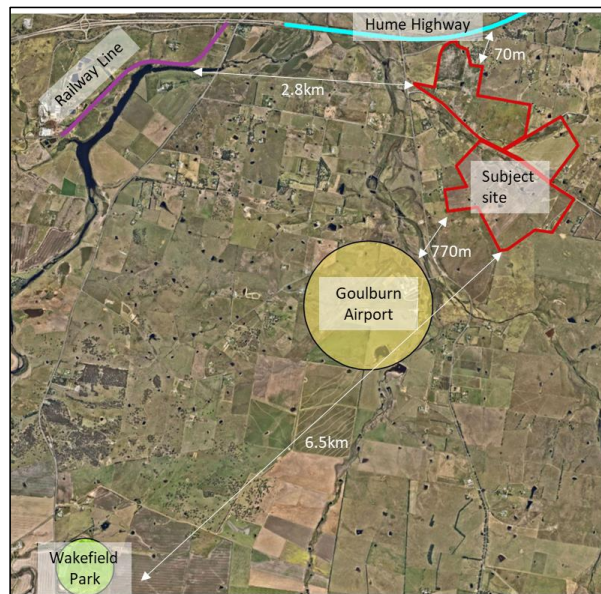 Hume Highway
70m
Railway Line
2.8km
Subject
site
770m
Goulburn
Airport
6.5km
Wakefield
Park